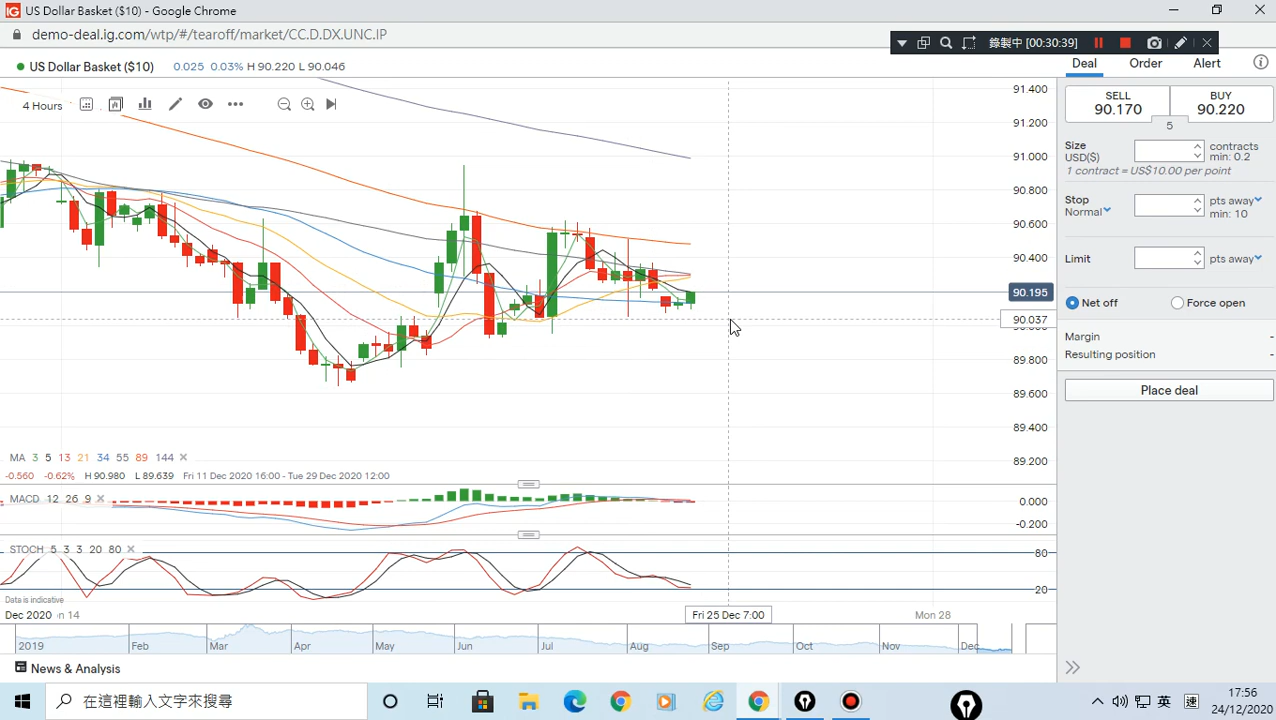 IG US Dollar Basket ($10) - Google Chrome
demo-deal.ig.com/wtp/#/tearoff/market/CC.D.DX.UNC.IP
錄製中 [00:30:39]
US Dollar Basket ($10) 0.025 0.03% H 90.220 L 90.046
Deal Order Alert
4 Hours
SELL 90.170
BUY 90.220
5
Size USD($) contracts min: 0.2
1 contract = US$10.00 per point
Stop Normal pts away min: 10
Limit pts away
Net off Force open
Margin -
Resulting position -
Place deal
91.400
91.200
91.000
90.800
90.600
90.400
90.195
90.037
89.800
89.600
89.400
89.200
MA 3 5 13 21 34 55 89 144
-0.560 -0.62% H 90.980 L 89.639 Fri 11 Dec 2020 16:00 - Tue 29 Dec 2020 12:00
MACD 12 26 9
0.000
-0.200
STOCH 5 3 3 20 80
80
20
Data is indicative
Dec 2020 on 14 Fri 25 Dec 7:00 Mon 28
2019 Feb Mar Apr May Jun Jul Aug Sep Oct Nov Dec
News & Analysis
在這裡輸入文字來搜尋
英
17:56
24/12/2020